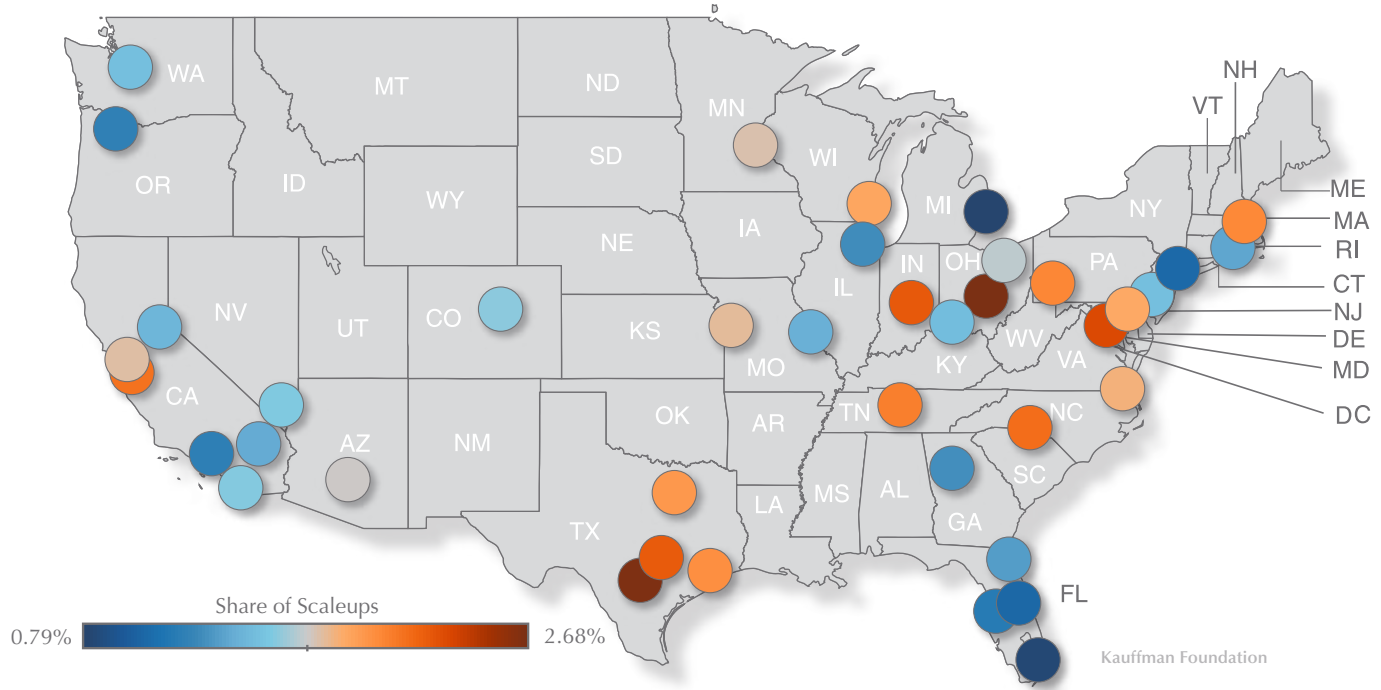 NH
VT
WA
MT
ND
MN
WI
MI
NY
ME
MA
RI
CT
NJ
DE
MD
DC
OR
ID
SD
WY
IA
NE
IL
IN
OH
PA
NV
UT
CO
KS
MO
KY
WV
VA
CA
AZ
NM
OK
AR
TN
NC
SC
TX
LA
MS
AL
GA
FL
Share of Scaleups
0.79%
2.68%
Kauffman Foundation